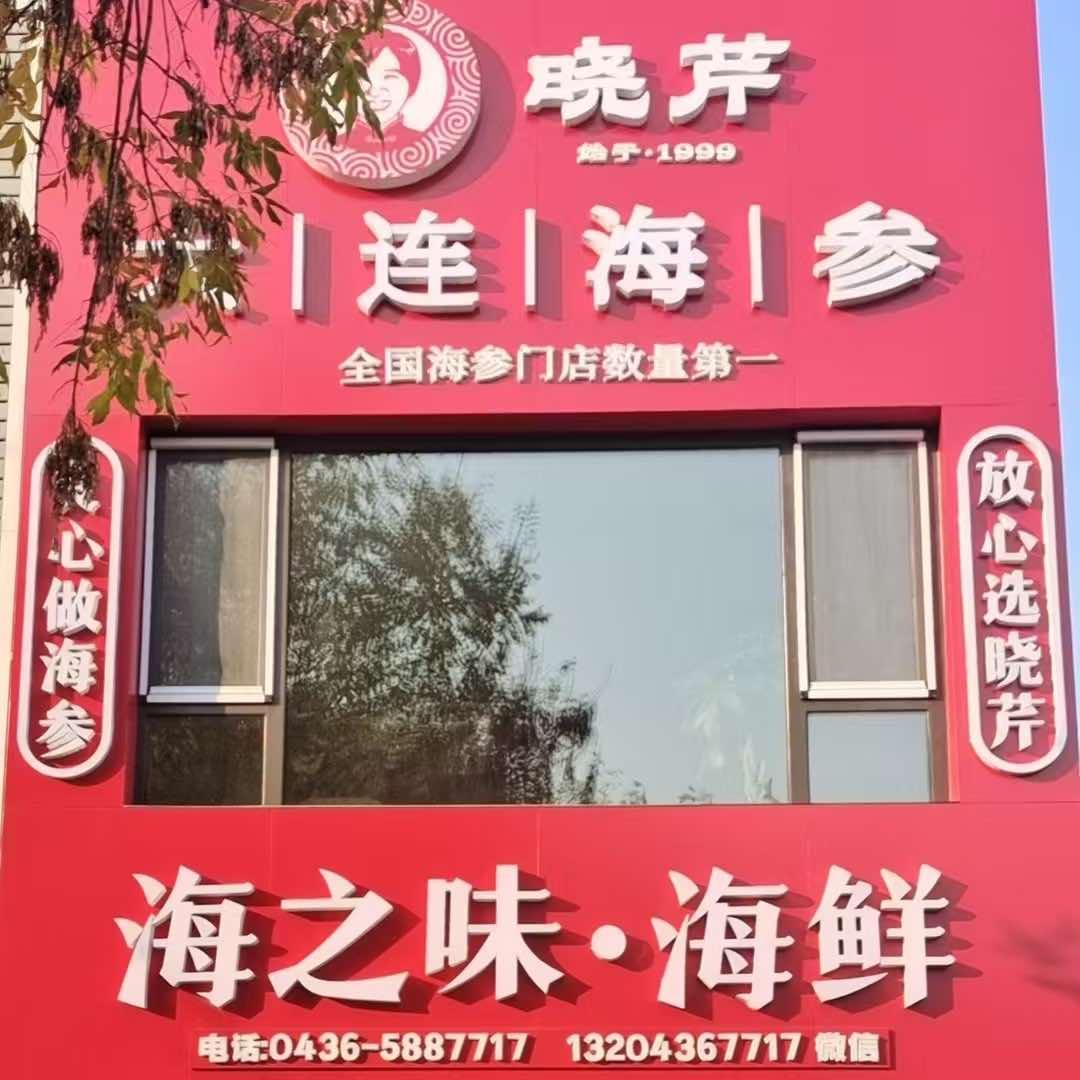 晓芹
始于·1999
大|连|海|参
全国海参门店数量第一
良心做海参
放心选晓芹
海之味·海鲜
电话:0436-5887717 13204367717 微信